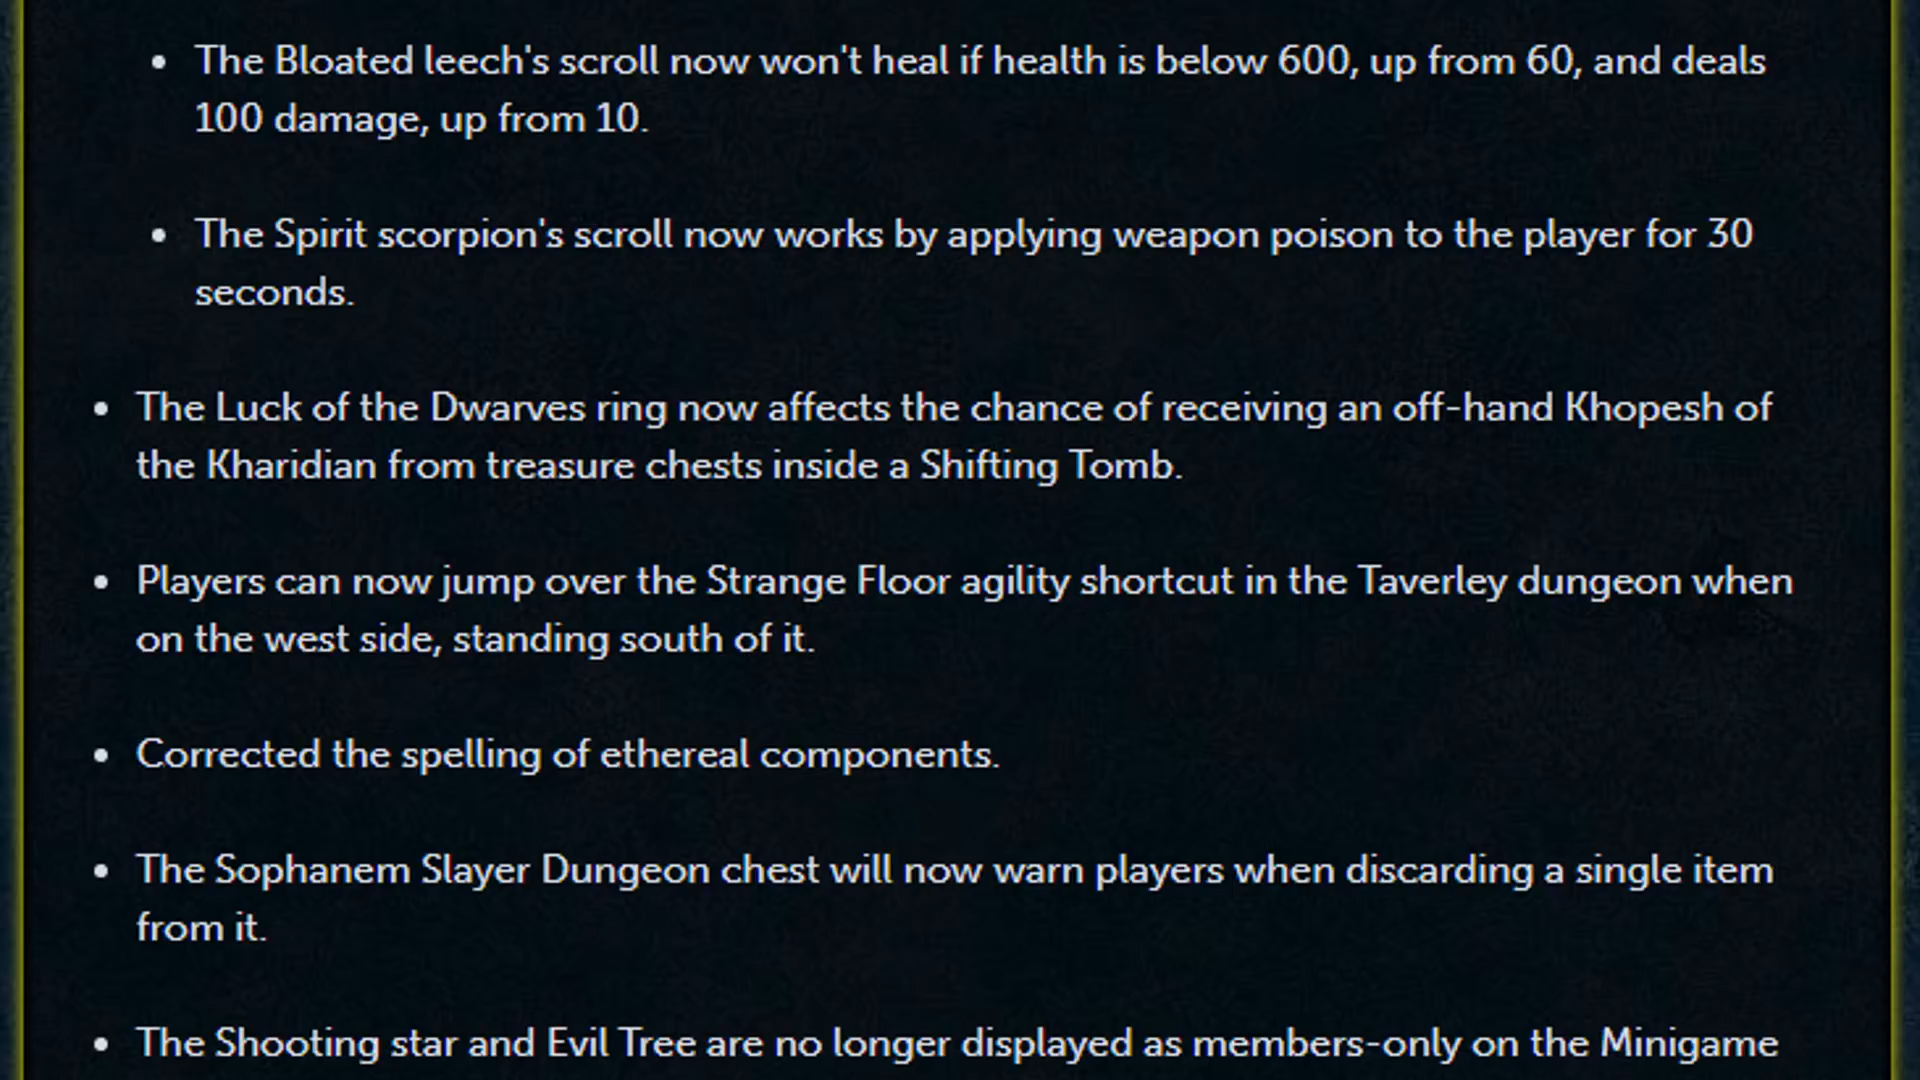 • The Bloated leech's scroll now won't heal if health is below 600, up from 60, and deals
100 damage, up from 10.
• The Spirit scorpion's scroll now works by applying weapon poison to the player for 30
seconds.
• The Luck of the Dwarves ring now affects the chance of receiving an off-hand Khopesh of
the Kharidian from treasure chests inside a Shifting Tomb.
• Players can now jump over the Strange Floor agility shortcut in the Taverley dungeon when
on the west side, standing south of it.
• Corrected the spelling of ethereal components.
• The Sophanem Slayer Dungeon chest will now warn players when discarding a single item
from it.
• The Shooting star and Evil Tree are no longer displayed as members-only on the Minigame